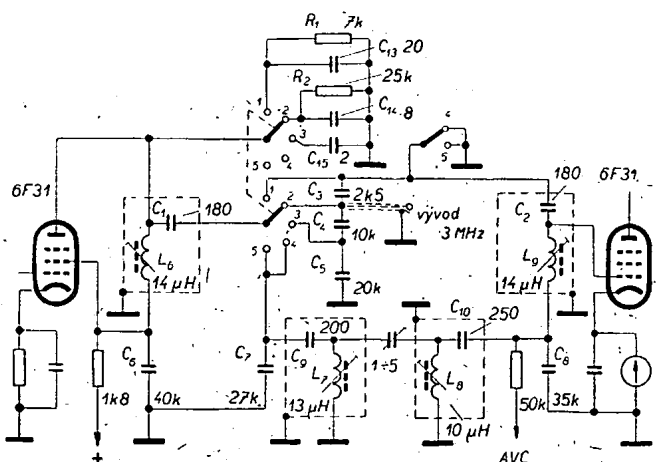 R₁ 7k
C₁₃ 20
R₂ 25k
C₁₄ 8
C₁₅ 2
1
2
3
4
5
4
5
6F31
C₁ 180
L₆
14 µH
1
2
3
4
5
C₃ 2k5
C₄
10k
C₅
20k
vývod
3 MHz
180
C₂
L₉
14 µH
6F31
C₆
40k
1k8
+
C₇
27k
200
C₉
L₇
13 µH
1÷5
C₁₀ 250
L₈
10 µH
50k
AVC
C₈
35k